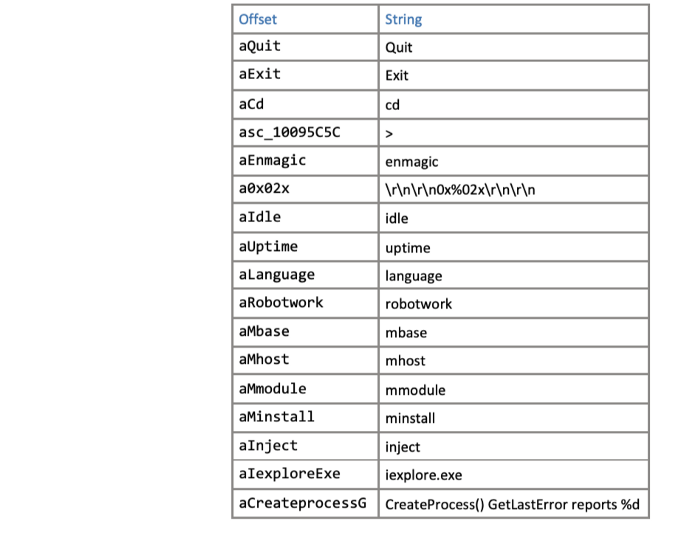 Offset String
aQuit Quit
aExit Exit
aCd cd
asc_10095C5C >
aEnmagic enmagic
a0x02x \r\n\r\n0x%02x\r\n\r\n
aIdle idle
aUptime uptime
aLanguage language
aRobotwork robotwork
aMbase mbase
aMhost mhost
aMmodule mmodule
aMinstall minstall
aInject inject
aIexploreExe iexplore.exe
aCreateprocessG CreateProcess() GetLastError reports %d